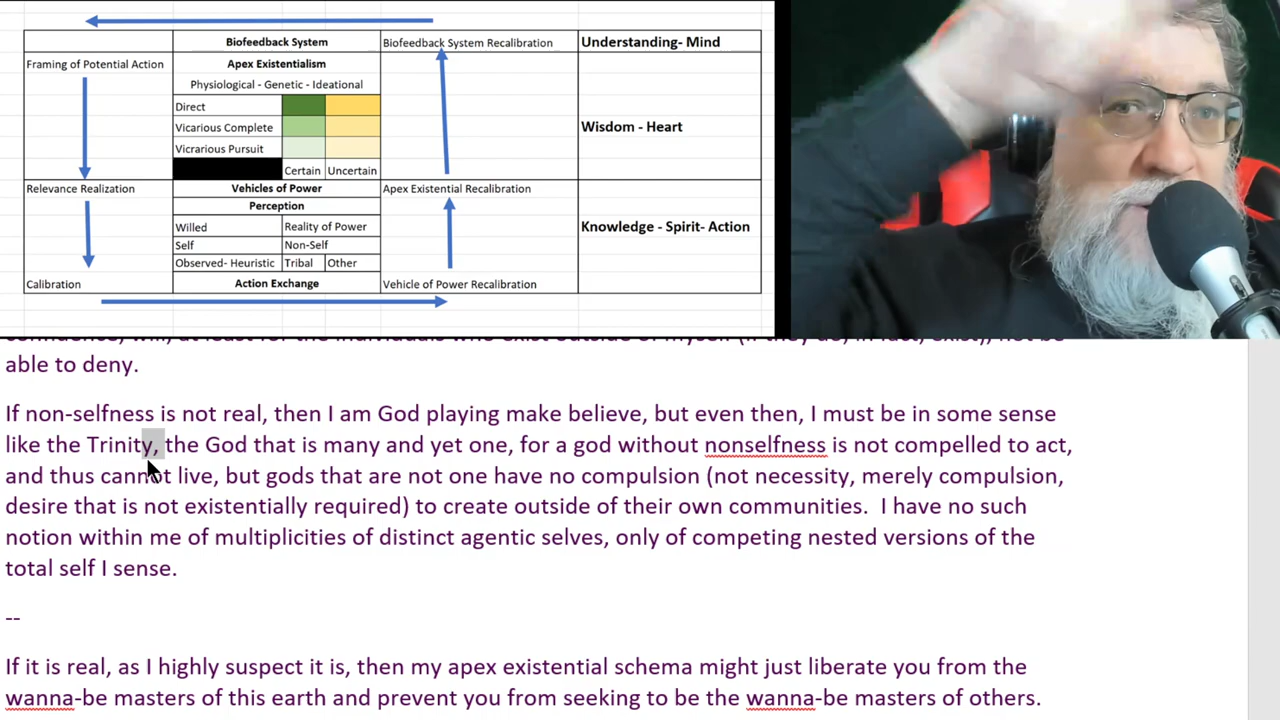 Biofeedback System Biofeedback System Recalibration Understanding- Mind
Framing of Potential Action Apex Existentialism
Physiological - Genetic - Ideational
Direct
Vicarious Complete Wisdom - Heart
Vicrarious Pursuit
Certain Uncertain
Relevance Realization Vehicles of Power Apex Existential Recalibration
Perception
Willed Reality of Power Knowledge - Spirit- Action
Self Non-Self
Observed- Heuristic Tribal Other
Calibration Action Exchange Vehicle of Power Recalibration
able to deny.
If non-selfness is not real, then I am God playing make believe, but even then, I must be in some sense
like the Trinity, the God that is many and yet one, for a god without nonselfness is not compelled to act,
and thus cannot live, but gods that are not one have no compulsion (not necessity, merely compulsion,
desire that is not existentially required) to create outside of their own communities.  I have no such
notion within me of multiplicities of distinct agentic selves, only of competing nested versions of the
total self I sense.
--
If it is real, as I highly suspect it is, then my apex existential schema might just liberate you from the
wanna-be masters of this earth and prevent you from seeking to be the wanna-be masters of others.